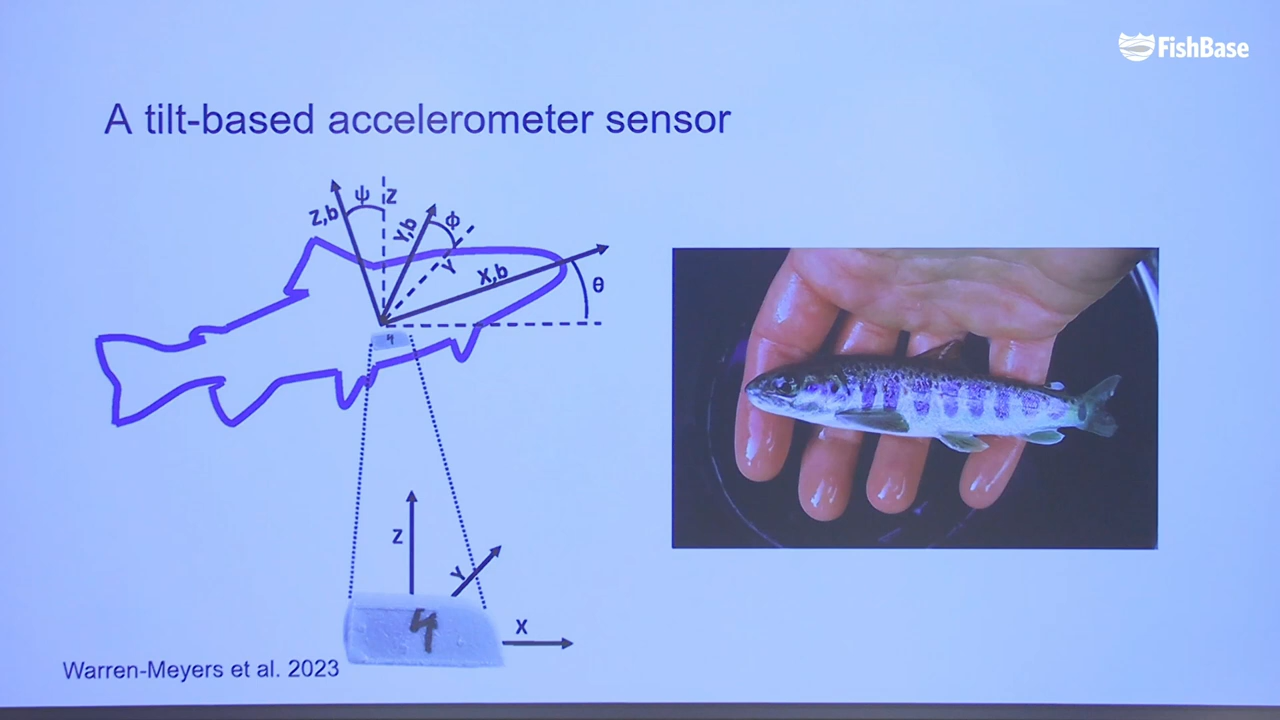 FishBase
A tilt-based accelerometer sensor
ψ
Z
Z,b
Y,b
ϕ
Y
X,b
θ
4
Z
Y
4
X
Warren-Meyers et al. 2023